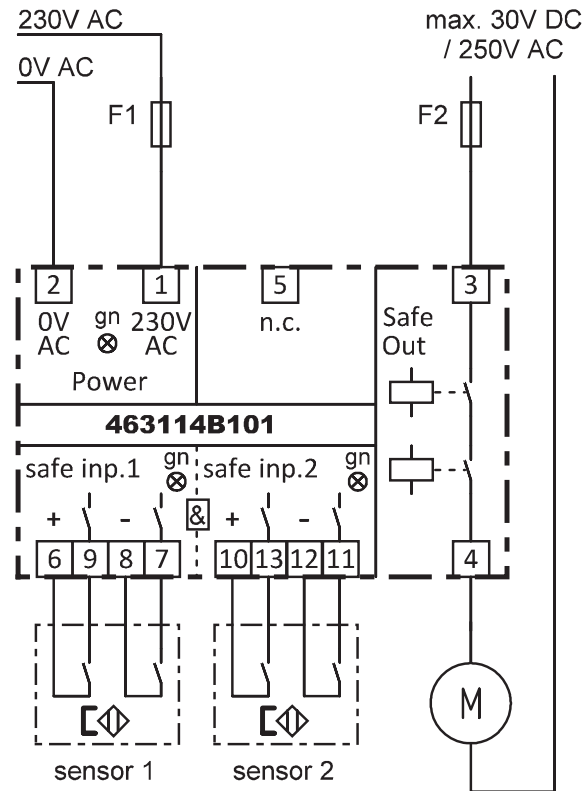 230V AC
max. 30V DC
/ 250V AC
0V AC
F1
F2
2 1 5 3
0V AC
gn
230V AC
n.c.
Safe Out
Power
463114B101
safe inp.1
gn
safe inp.2
gn
+ -
&
+ -
6 9 8 7 10 13 12 11 4
M
sensor 1
sensor 2